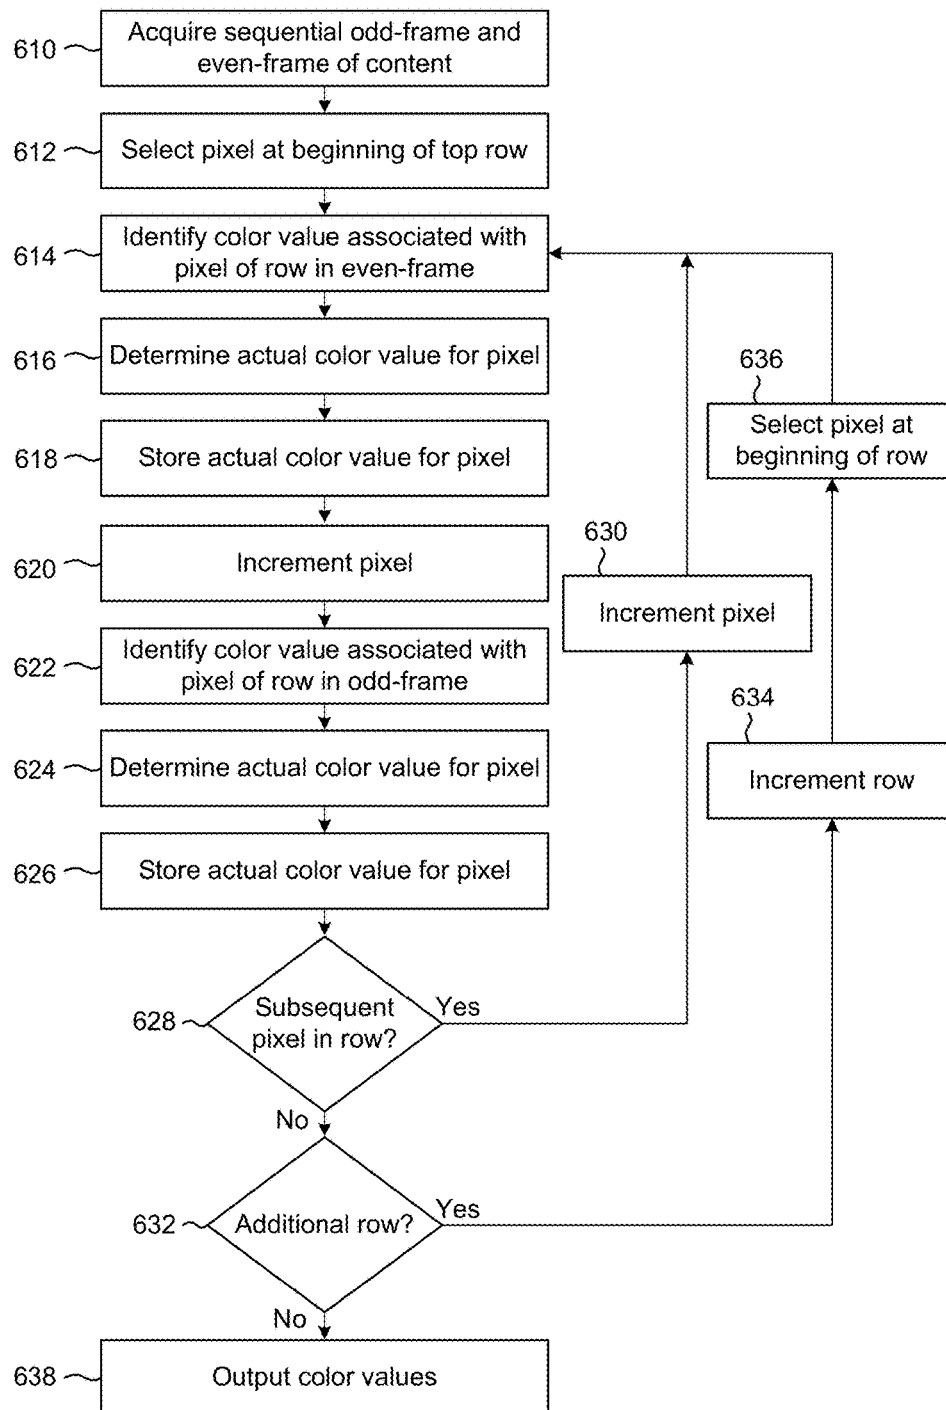 610
Acquire sequential odd-frame and
even-frame of content
612
Select pixel at beginning of top row
614
Identify color value associated with
pixel of row in even-frame
616
Determine actual color value for pixel
618
Store actual color value for pixel
620
Increment pixel
622
Identify color value associated with
pixel of row in odd-frame
624
Determine actual color value for pixel
626
Store actual color value for pixel
628
Subsequent
pixel in row?
Yes
No
630
Increment pixel
632
Additional row?
Yes
No
634
Increment row
636
Select pixel at
beginning of row
638
Output color values